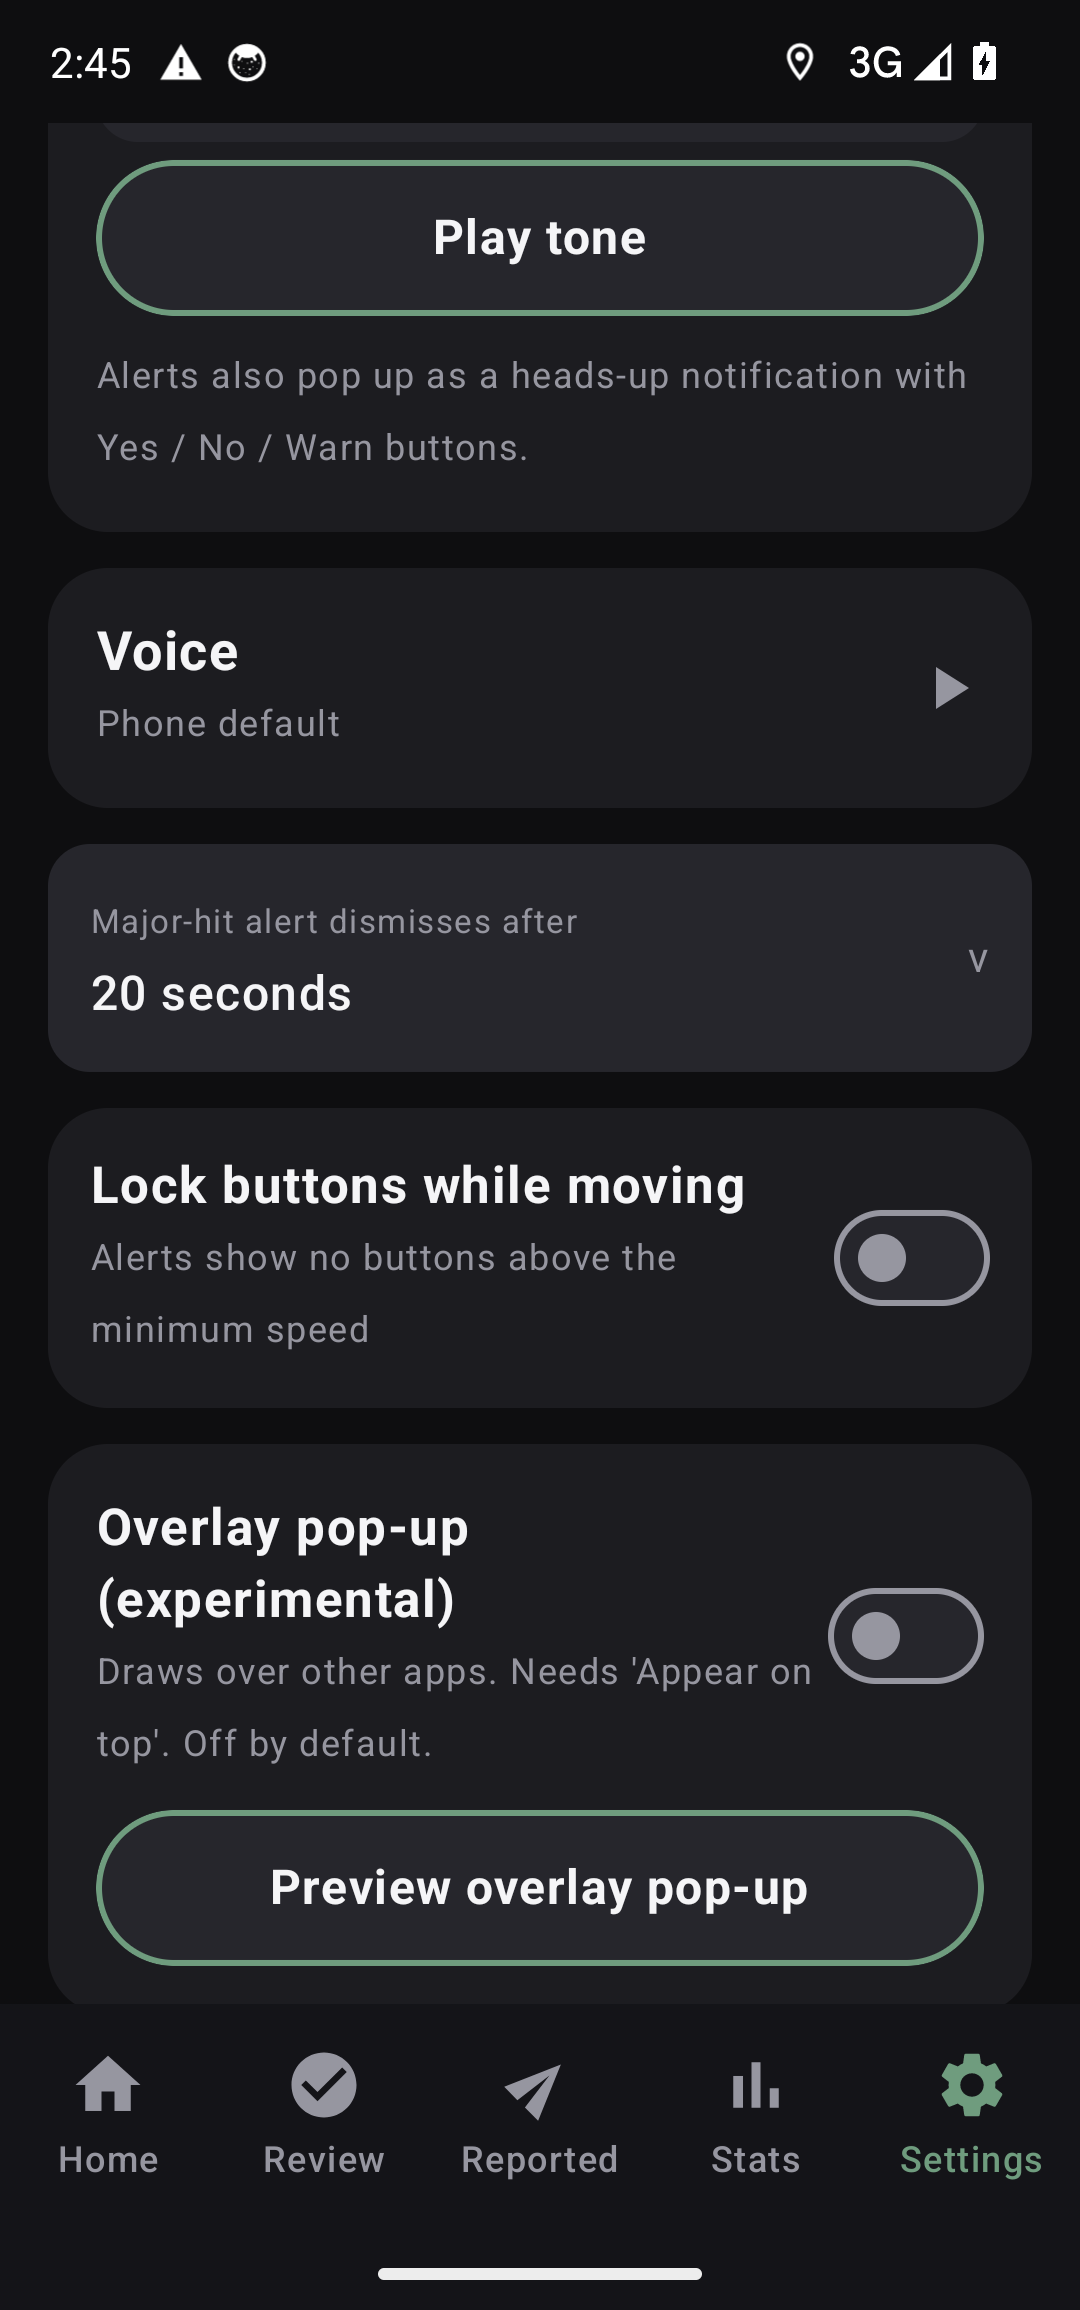 2:45
3G
Play tone
Alerts also pop up as a heads-up notification with
Yes / No / Warn buttons.
Voice
Phone default
Major-hit alert dismisses after
20 seconds
v
Lock buttons while moving
Alerts show no buttons above the
minimum speed
Overlay pop-up
(experimental)
Draws over other apps. Needs 'Appear on
top'. Off by default.
Preview overlay pop-up
Home
Review
Reported
Stats
Settings